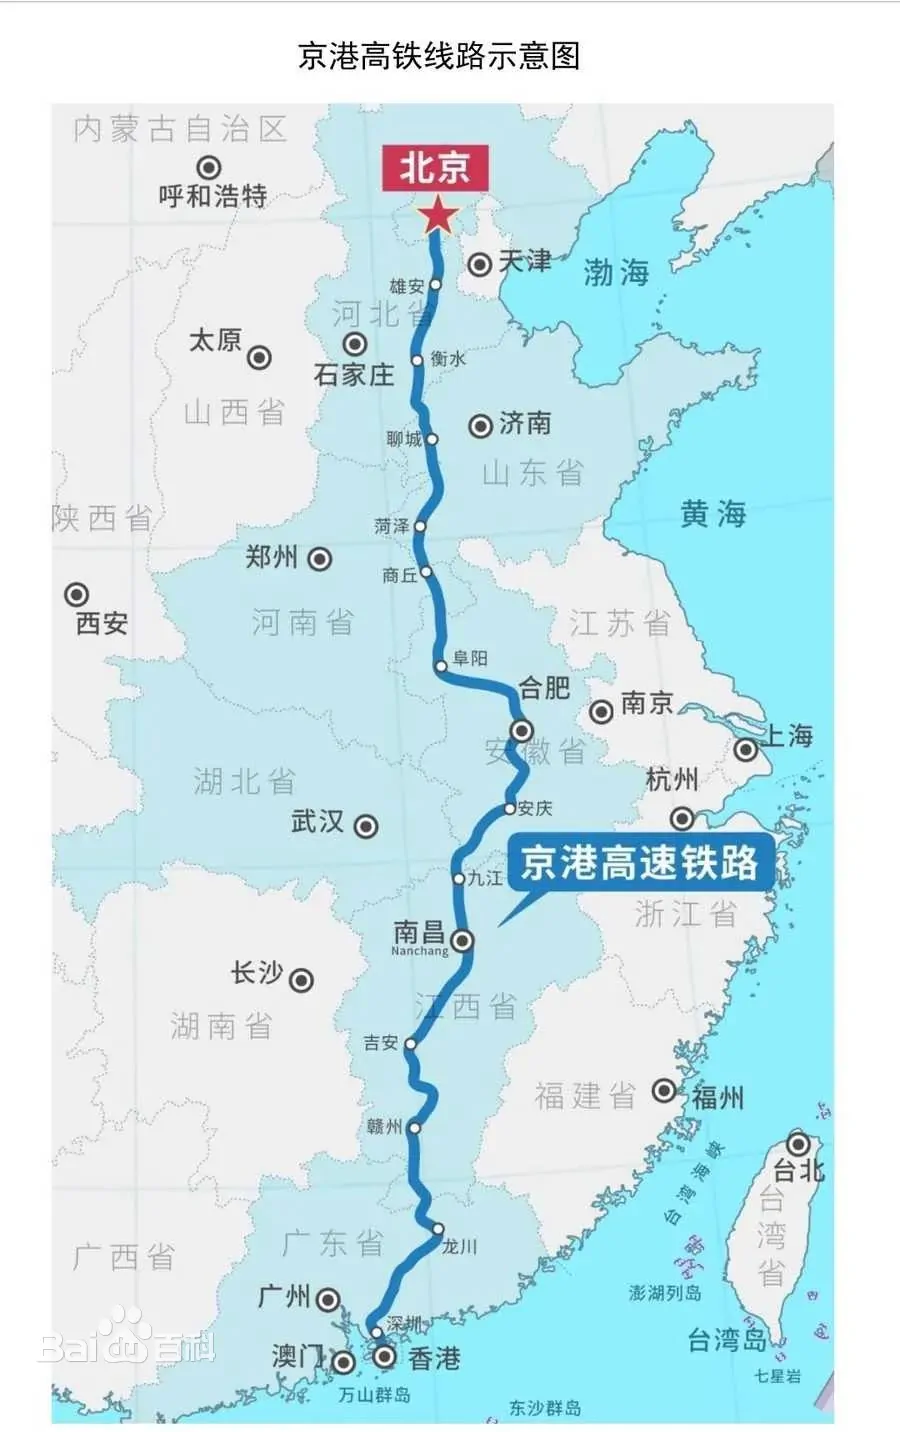 京港高铁线路示意图
内蒙古自治区
北京
呼和浩特
天津
渤海
雄安
河北省
太原
衡水
石家庄
山西省
聊城
济南
山东省
陕西省
黄海
菏泽
郑州
商丘
西安
河南省
江苏省
阜阳
合肥
南京
安徽省
上海
湖北省
杭州
武汉
安庆
京港高速铁路
九江
浙江省
南昌
Nanchang
长沙
江西省
湖南省
吉安
福建省
福州
赣州
台湾海峡
台北
台湾省
广东省
龙川
广西省
澎湖列岛
广州
深圳
台湾岛
Bai百科
澳门
香港
七星岩
万山群岛
东沙群岛